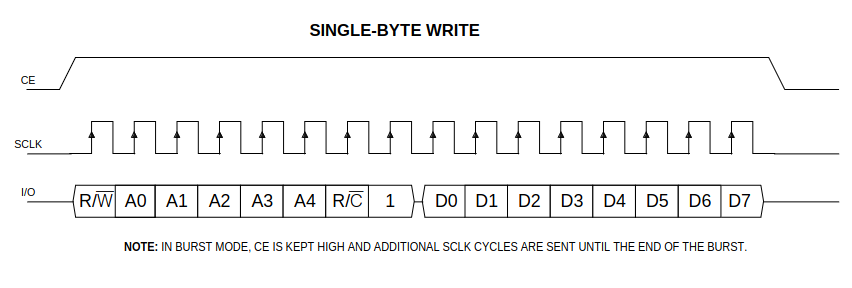 SINGLE-BYTE WRITE
CE
SCLK
I/O
R/W̅ A0 A1 A2 A3 A4 R/C̅ 1 D0 D1 D2 D3 D4 D5 D6 D7
NOTE: IN BURST MODE, CE IS KEPT HIGH AND ADDITIONAL SCLK CYCLES ARE SENT UNTIL THE END OF THE BURST.